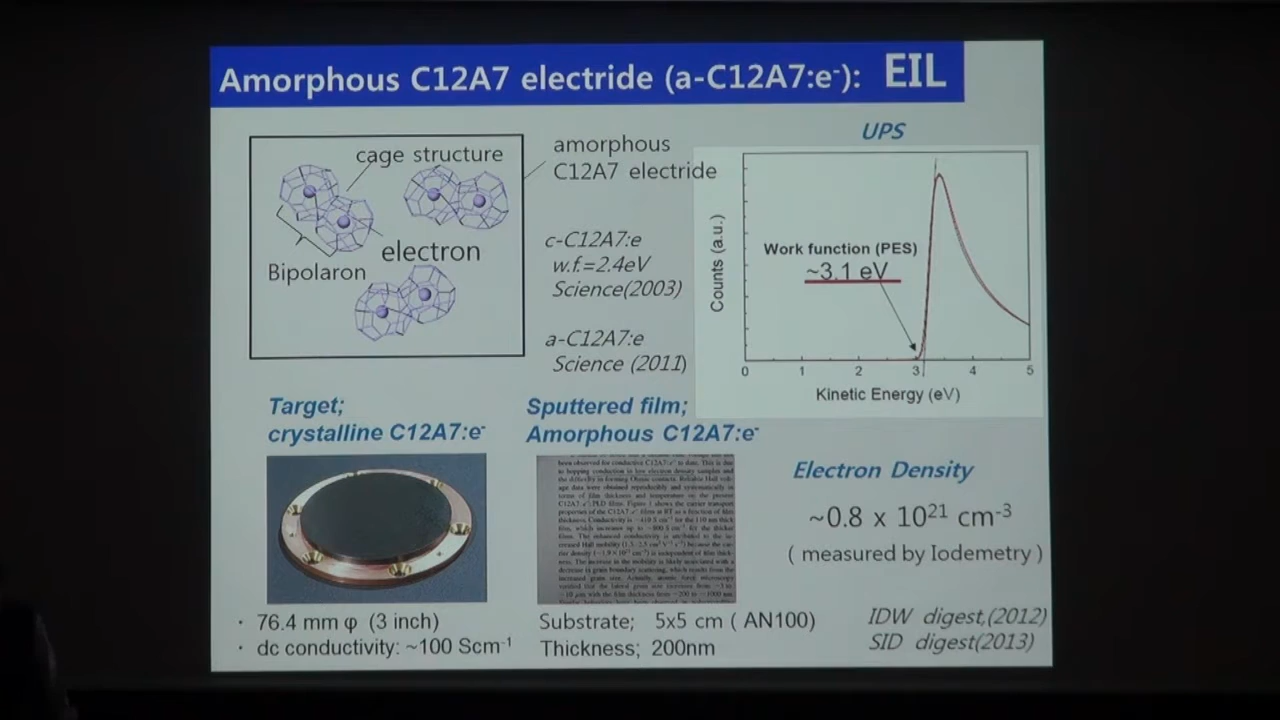 Amorphous C12A7 electride (a-C12A7:e-): EIL
cage structure
electron
Bipolaron
amorphous
C12A7 electride
c-C12A7:e
w.f.=2.4eV
Science(2003)
a-C12A7:e
Science (2011)
UPS
Counts (a.u.)
Work function (PES)
~3.1 eV
0 1 2 3 4 5
Kinetic Energy (eV)
Target;
crystalline C12A7:e-
Sputtered film;
Amorphous C12A7:e-
Electron Density
~0.8 x 10²¹ cm⁻³
( measured by Iodemetry )
· 76.4 mm φ (3 inch)
· dc conductivity: ~100 Scm⁻¹
Substrate; 5x5 cm ( AN100)
Thickness; 200nm
IDW digest,(2012)
SID digest(2013)